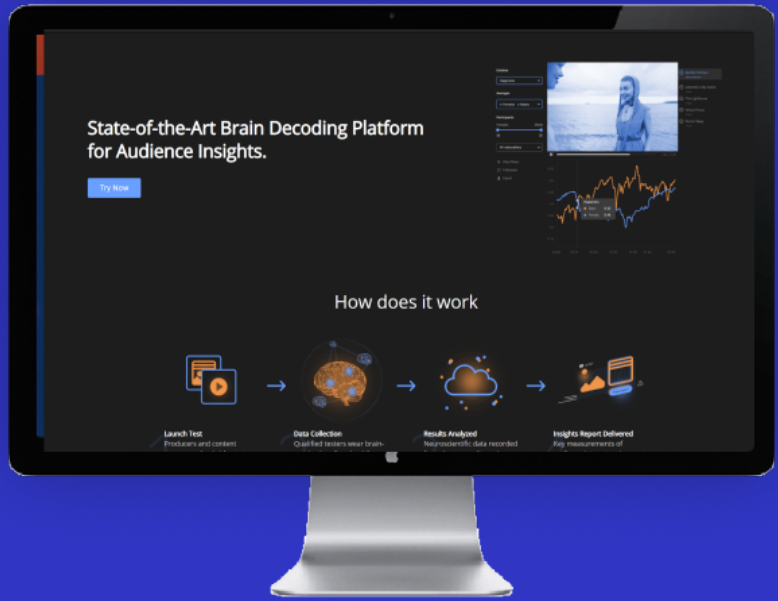 State-of-the-Art Brain Decoding Platform
for Audience Insights.
Try Now
How does it work
Launch Test
Producers and content
Data Collection
Qualified testers wear brain-
Results Analyzed
Neuroscientific data recorded
Insights Report Delivered
Key measurements of